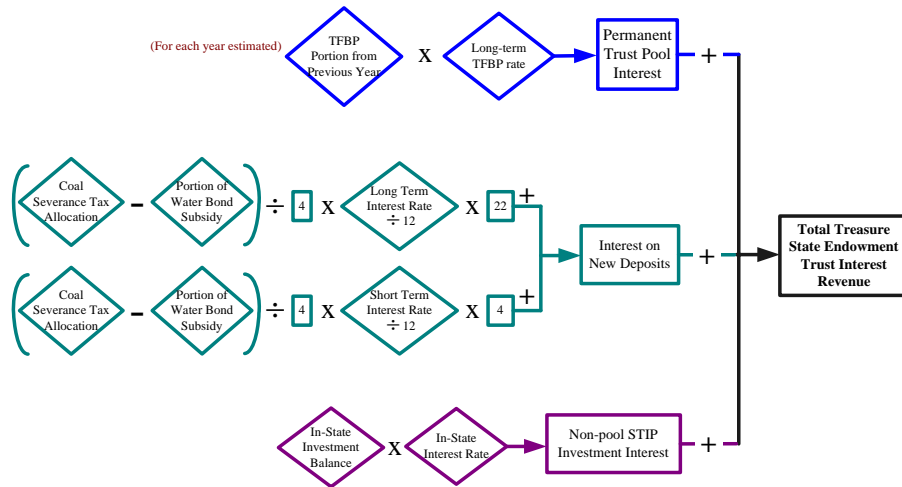 (For each year estimated)
TFBP
Portion from
Previous Year
X
Long-term
TFBP rate
Permanent
Trust Pool
Interest
+
(
Coal
Severance Tax
Allocation
-
Portion of
Water Bond
Subsidy
)
÷
4
X
Long Term
Interest Rate
÷ 12
X
22
+
Interest on
New Deposits
+
Total Treasure
State Endowment
Trust Interest
Revenue
(
Coal
Severance Tax
Allocation
-
Portion of
Water Bond
Subsidy
)
÷
4
X
Short Term
Interest Rate
÷ 12
X
4
+
In-State
Investment
Balance
X
In-State
Interest Rate
Non-pool STIP
Investment Interest
+